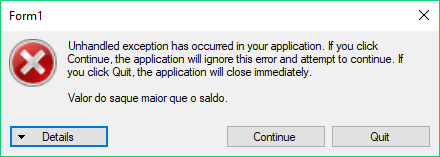 Form1
Unhandled exception has occurred in your application. If you click
Continue, the application will ignore this error and attempt to continue. If
you click Quit, the application will close immediately.
Valor do saque maior que o saldo.
Details
Continue
Quit